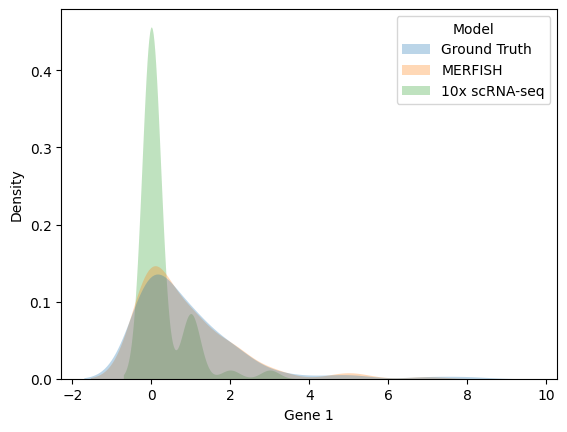 Model
Ground Truth
MERFISH
10x scRNA-seq
Density
0.4
0.3
0.2
0.1
0.0
−2
0
2
4
6
8
10
Gene 1